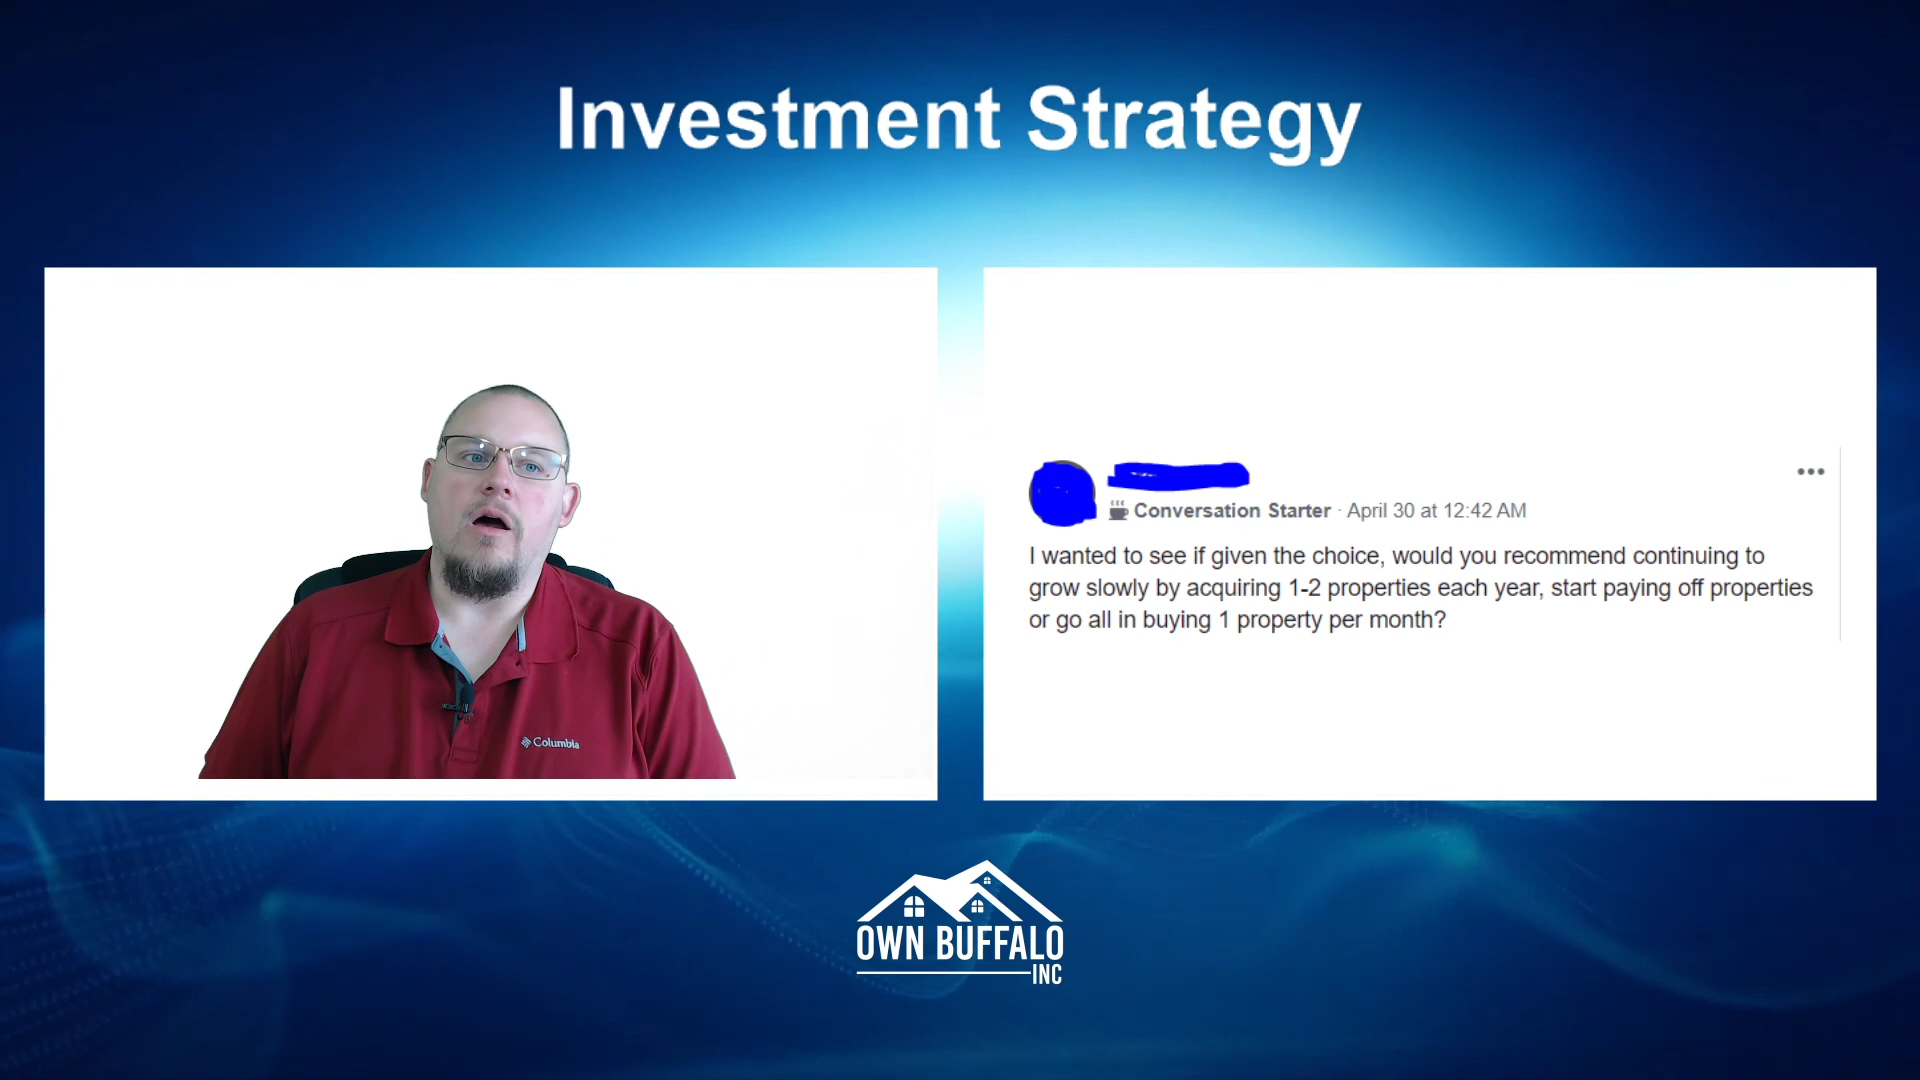 Investment Strategy
Columbia
Conversation Starter · April 30 at 12:42 AM
I wanted to see if given the choice, would you recommend continuing to
grow slowly by acquiring 1-2 properties each year, start paying off properties
or go all in buying 1 property per month?
OWN BUFFALO
INC